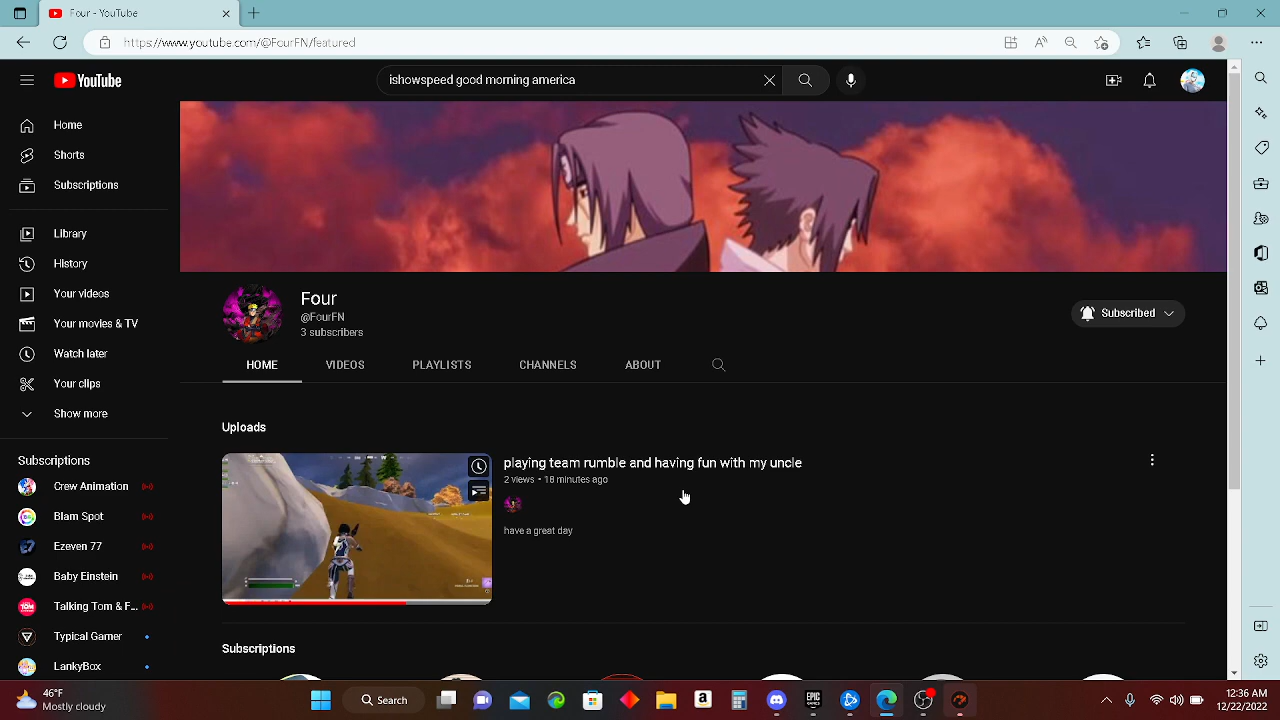 Four - YouTube
https://www.youtube.com/@FourFN/featured
YouTube
ishowspeed good morning america
Home
Shorts
Subscriptions
Library
History
Your videos
Your movies & TV
Watch later
Your clips
Show more
Subscriptions
Crew Animation
Blam Spot
Ezeven 77
Baby Einstein
Talking Tom & F...
Typical Gamer
LankyBox
Four
@FourFN
3 subscribers
Subscribed
HOME
VIDEOS
PLAYLISTS
CHANNELS
ABOUT
Uploads
playing team rumble and having fun with my uncle
2 views • 18 minutes ago
have a great day
Subscriptions
46°F
Mostly cloudy
Search
EPIC
GAMES
12:36 AM
12/22/2022